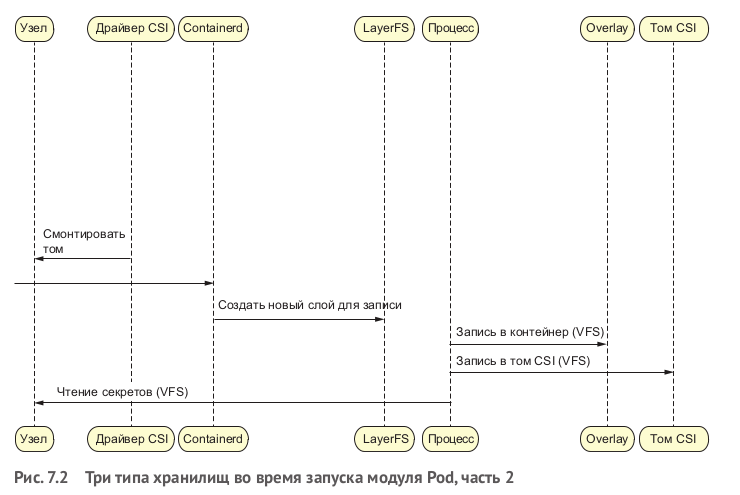 Узел Драйвер CSI Containerd LayerFS Процесс Overlay Том CSI
Смонтировать
том
Создать новый слой для записи
Запись в контейнер (VFS)
Запись в том CSI (VFS)
Чтение секретов (VFS)
Узел Драйвер CSI Containerd LayerFS Процесс Overlay Том CSI
Рис. 7.2 Три типа хранилищ во время запуска модуля Pod, часть 2